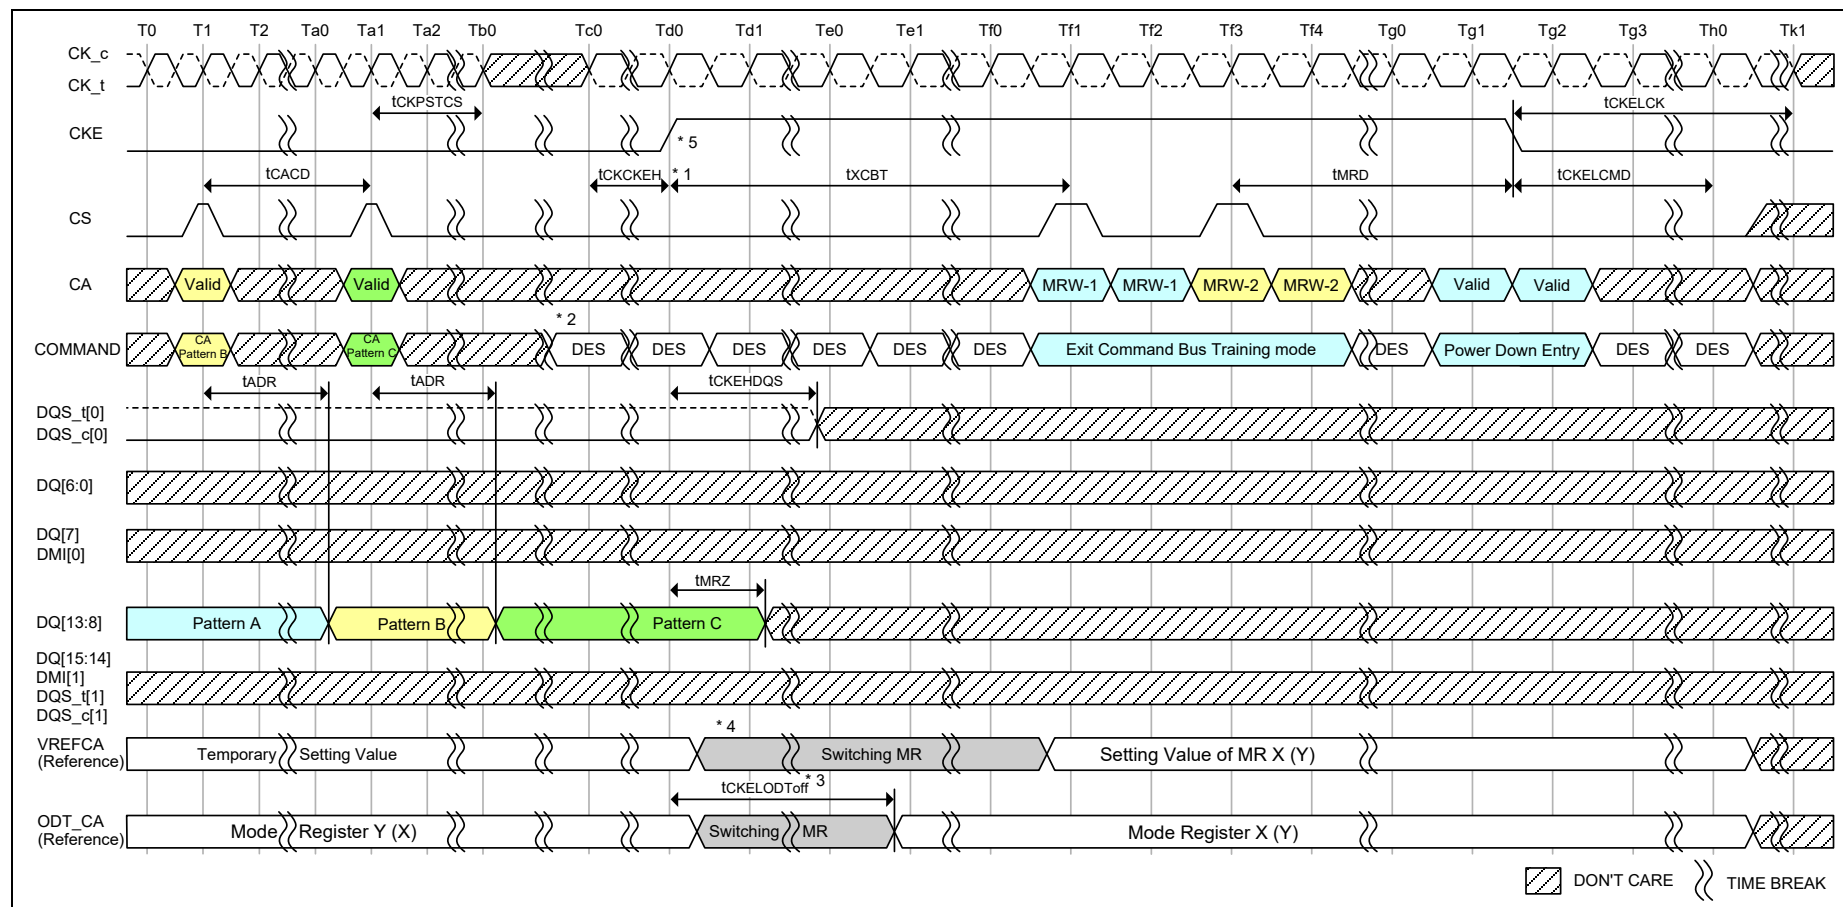 T0 T1 T2 Ta0 Ta1 Ta2 Tb0 Tc0 Td0 Td1 Te0 Te1 Tf0 Tf1 Tf2 Tf3 Tf4 Tg0 Tg1 Tg2 Tg3 Th0 Tk1
CK_c
CK_t
tCKPSTCS tCKELCK
CKE
* 5
tCACD tCKCKEH * 1 tXCBT tMRD tCKELCMD
CS
CA Valid Valid MRW-1 MRW-1 MRW-2 MRW-2 Valid Valid
* 2
COMMAND CA Pattern B CA Pattern C DES DES DES DES DES DES Exit Command Bus Training mode DES Power Down Entry DES DES
tADR tADR tCKEHDQS
DQS_t[0]
DQS_c[0]
DQ[6:0]
DQ[7]
DMI[0]
tMRZ
DQ[13:8] Pattern A Pattern B Pattern C
DQ[15:14]
DMI[1]
DQS_t[1]
DQS_c[1]
* 4
VREFCA
(Reference)
Temporary Setting Value Switching MR Setting Value of MR X (Y)
tCKELODToff * 3
ODT_CA
(Reference)
Mode Register Y (X) Switching MR Mode Register X (Y)
DON'T CARE TIME BREAK